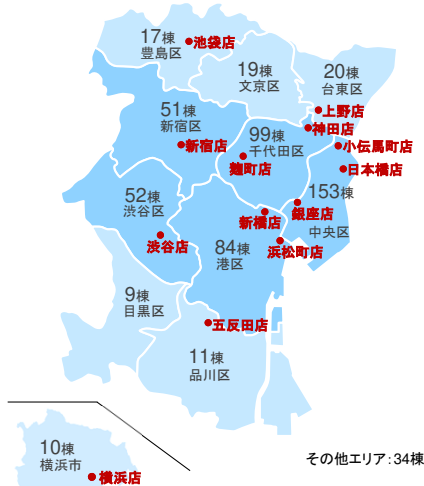 17棟
豊島区
池袋店
19棟
文京区
20棟
台東区
上野店
神田店
51棟
新宿区
新宿店
99棟
千代田区
麹町店
小伝馬町店
日本橋店
52棟
渋谷区
渋谷店
153棟
銀座店
中央区
新橋店
84棟
港区
浜松町店
9棟
目黒区
五反田店
11棟
品川区
10棟
横浜市
横浜店
その他エリア：34棟